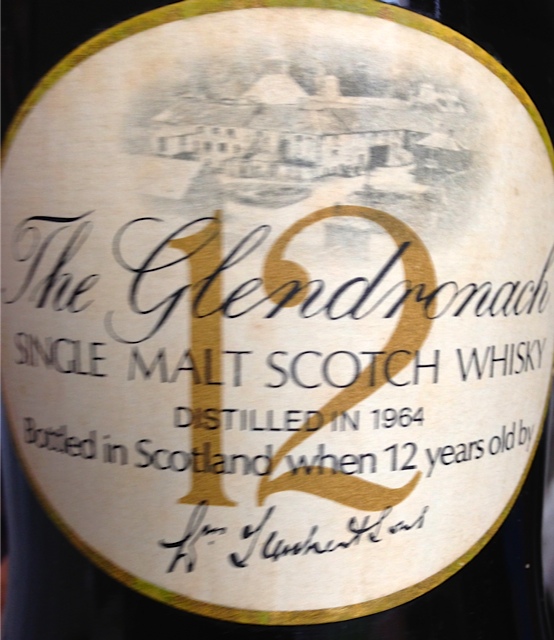 12
The Glendronach
SINGLE MALT SCOTCH WHISKY
DISTILLED IN 1964
Bottled in Scotland when 12 years old by